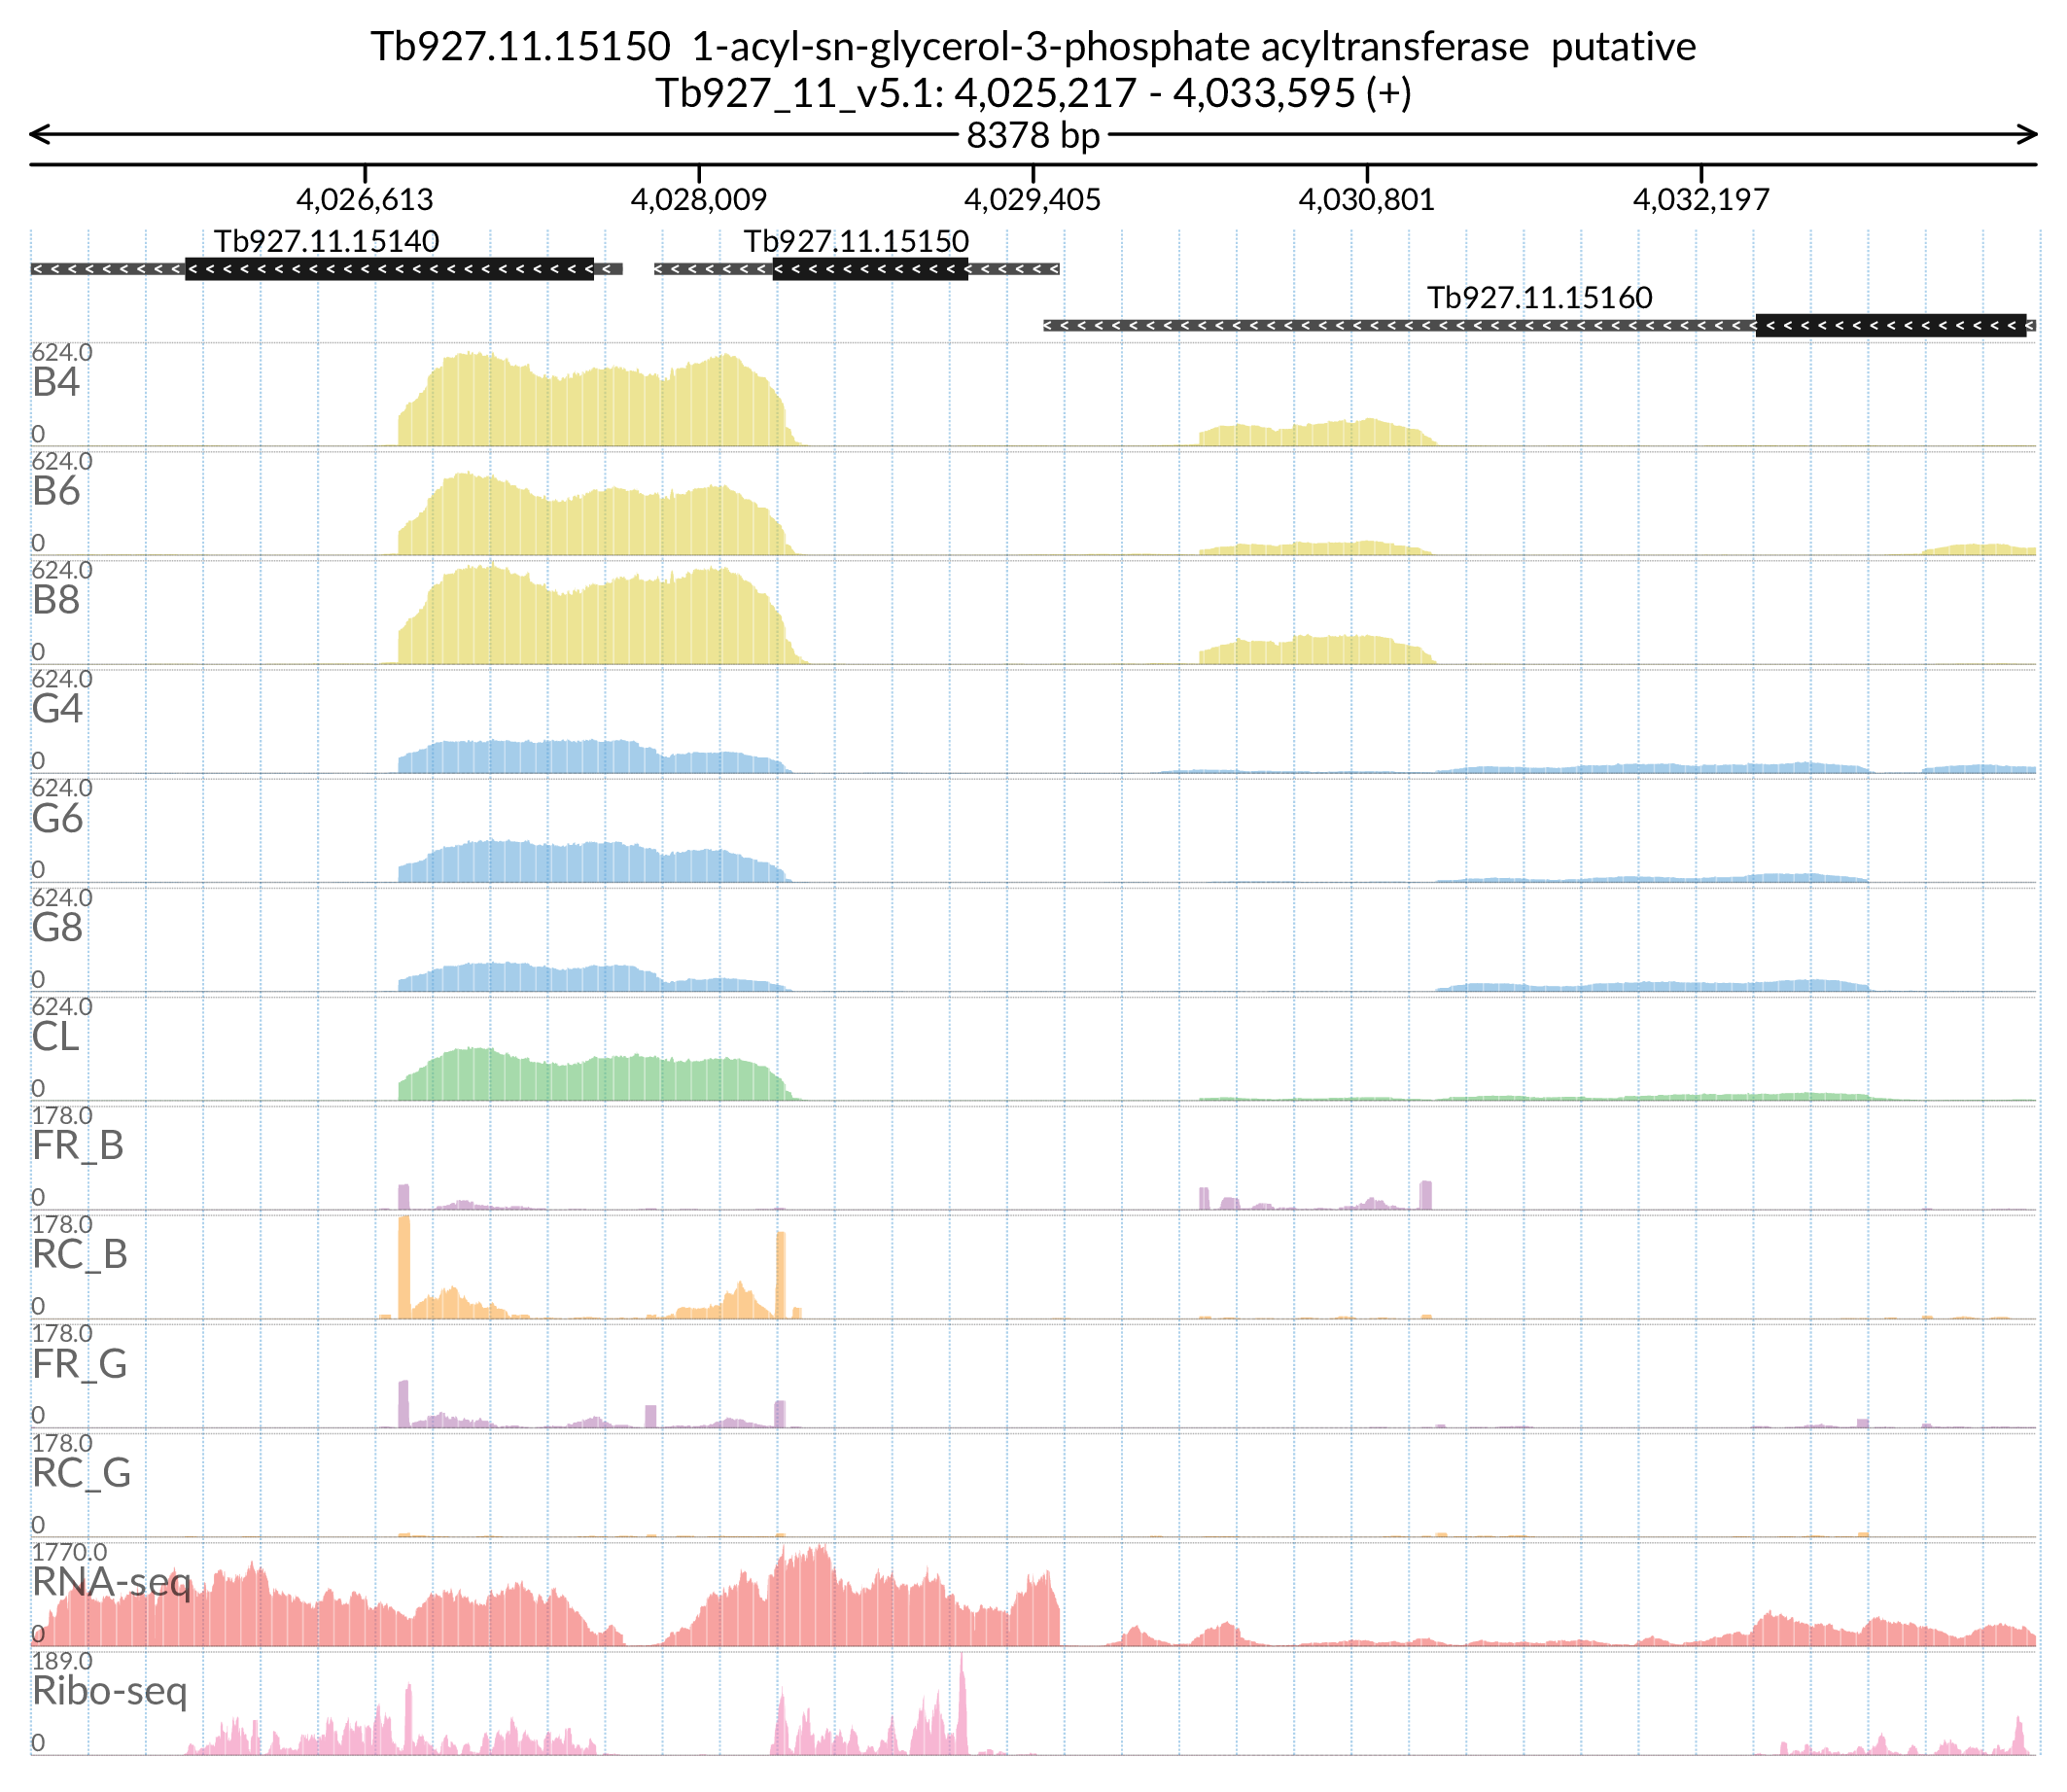 Tb927.11.15150  1-acyl-sn-glycerol-3-phosphate acyltransferase  putative
Tb927_11_v5.1: 4,025,217 - 4,033,595 (+)
8378 bp
4,026,613 4,028,009 4,029,405 4,030,801 4,032,197
Tb927.11.15140 Tb927.11.15150
Tb927.11.15160
624.0
B4
0
624.0
B6
0
624.0
B8
0
624.0
G4
0
624.0
G6
0
624.0
G8
0
624.0
CL
0
178.0
FR_B
0
178.0
RC_B
0
178.0
FR_G
0
178.0
RC_G
0
1770.0
RNA-seq
0
189.0
Ribo-seq
0